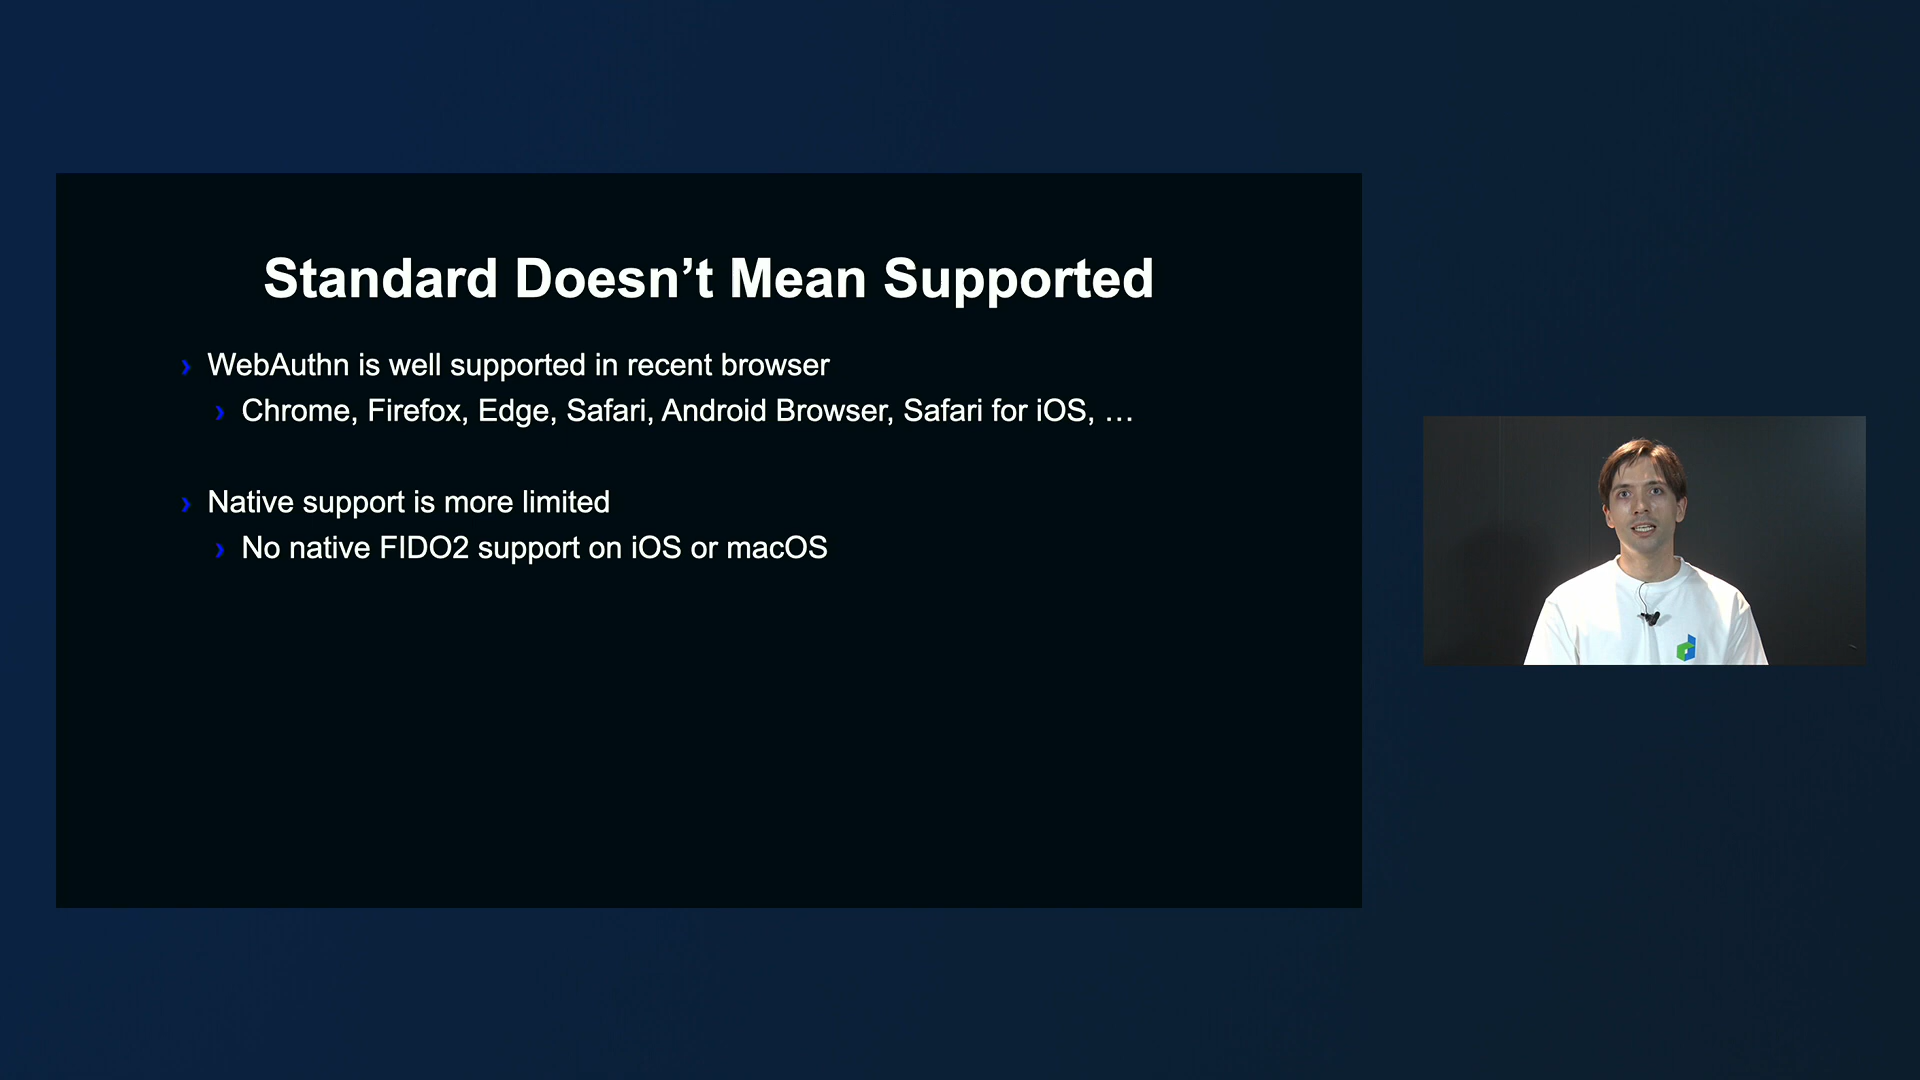 Standard Doesn’t Mean Supported
› WebAuthn is well supported in recent browser
› Chrome, Firefox, Edge, Safari, Android Browser, Safari for iOS, …
› Native support is more limited
› No native FIDO2 support on iOS or macOS